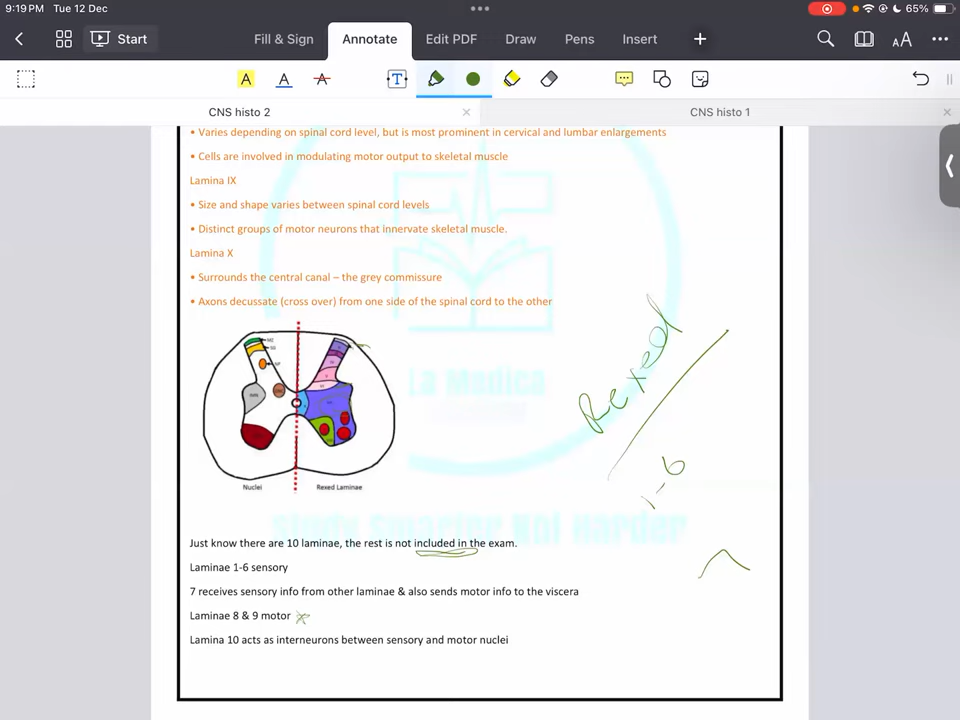 9:19 PM Tue 12 Dec 65%
Start Fill & Sign Annotate Edit PDF Draw Pens Insert
CNS histo 2 CNS histo 1
• Varies depending on spinal cord level, but is most prominent in cervical and lumbar enlargements
• Cells are involved in modulating motor output to skeletal muscle
Lamina IX
• Size and shape varies between spinal cord levels
• Distinct groups of motor neurons that innervate skeletal muscle.
Lamina X
• Surrounds the central canal – the grey commissure
• Axons decussate (cross over) from one side of the spinal cord to the other
Rexed
La Madica
1-6
Nuclei Rexed Laminae
Study Smarter Not Harder
Just know there are 10 laminae, the rest is not included in the exam.
Laminae 1-6 sensory
7 receives sensory info from other laminae & also sends motor info to the viscera
Laminae 8 & 9 motor
Lamina 10 acts as interneurons between sensory and motor nuclei